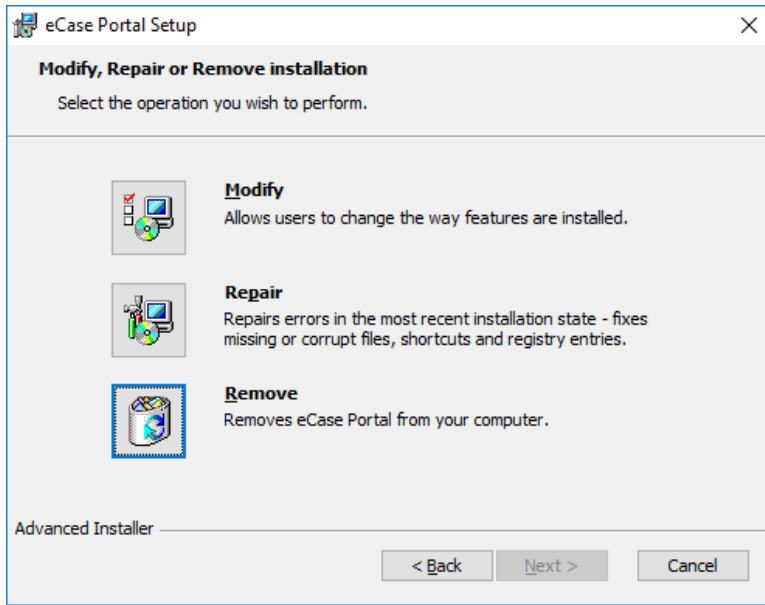 eCase Portal Setup
Modify, Repair or Remove installation
Select the operation you wish to perform.
Modify
Allows users to change the way features are installed.
Repair
Repairs errors in the most recent installation state - fixes
missing or corrupt files, shortcuts and registry entries.
Remove
Removes eCase Portal from your computer.
Advanced Installer
< Back
Next >
Cancel